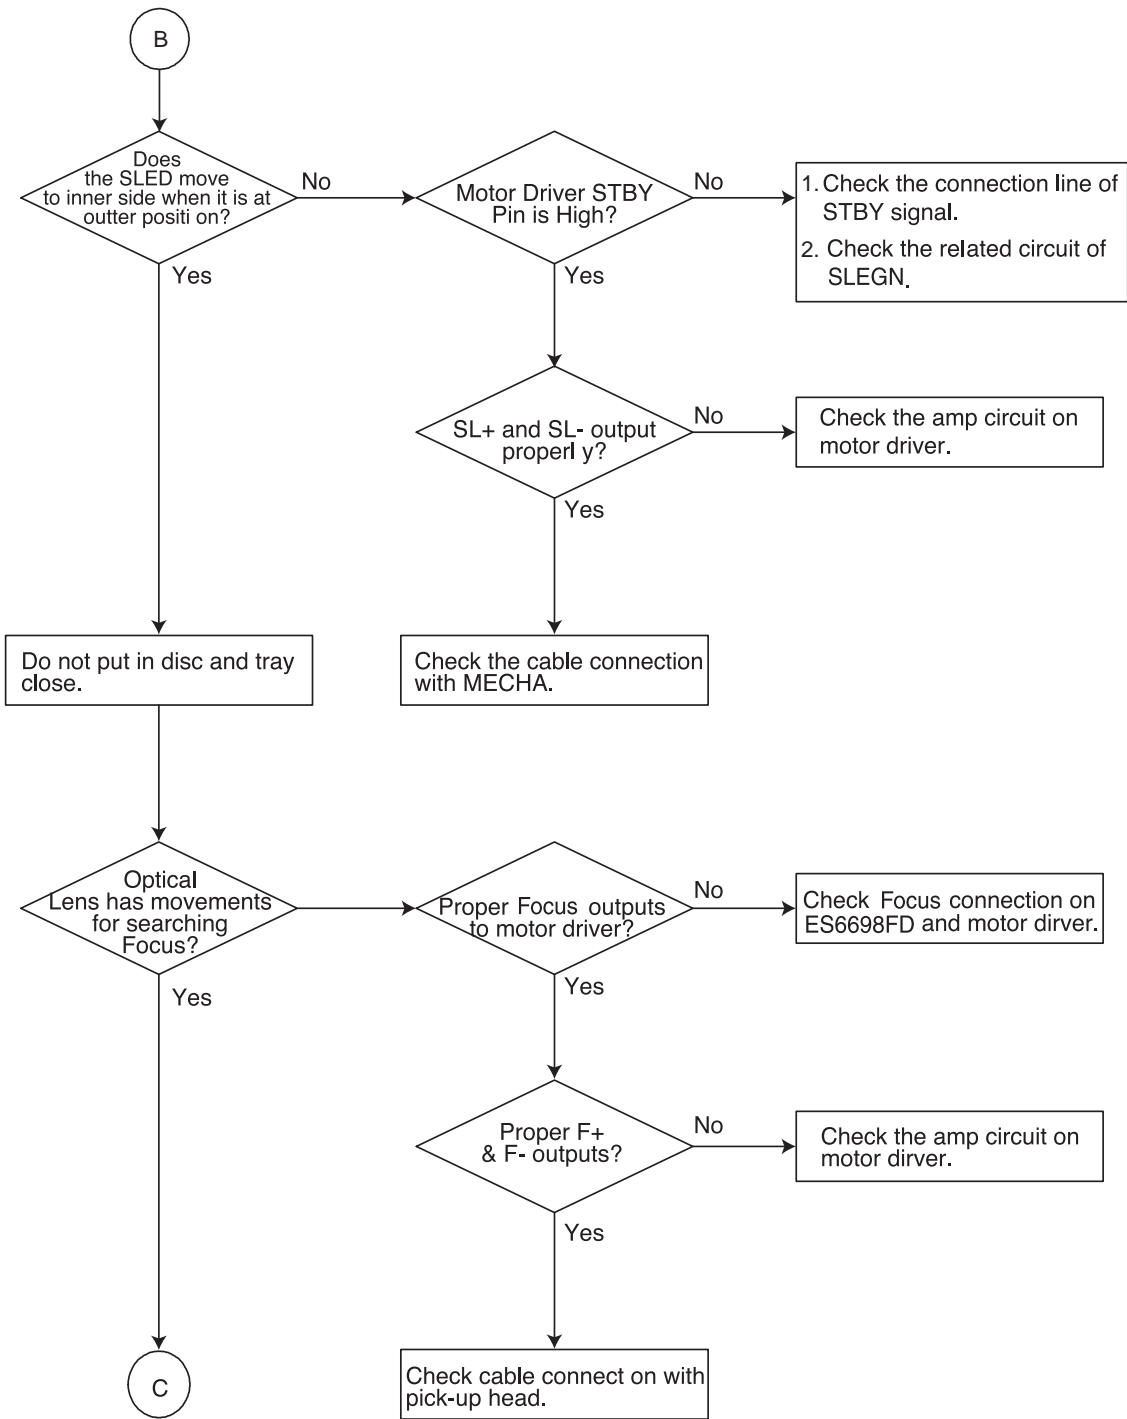 B
Does
the SLED move
to inner side when it is at
outter positi on?
No
Motor Driver STBY
Pin is High?
No
1. Check the connection line of
STBY signal.
2. Check the related circuit of
SLEGN.
Yes
Yes
SL+ and SL- output
properl y?
No
Check the amp circuit on
motor driver.
Yes
Do not put in disc and tray
close.
Check the cable connection
with MECHA.
Optical
Lens has movements
for searching
Focus?
Proper Focus outputs
to motor driver?
No
Check Focus connection on
ES6698FD and motor dirver.
Yes
Yes
Proper F+
& F- outputs?
No
Check the amp circuit on
motor dirver.
Yes
C
Check cable connect on with
pick-up head.